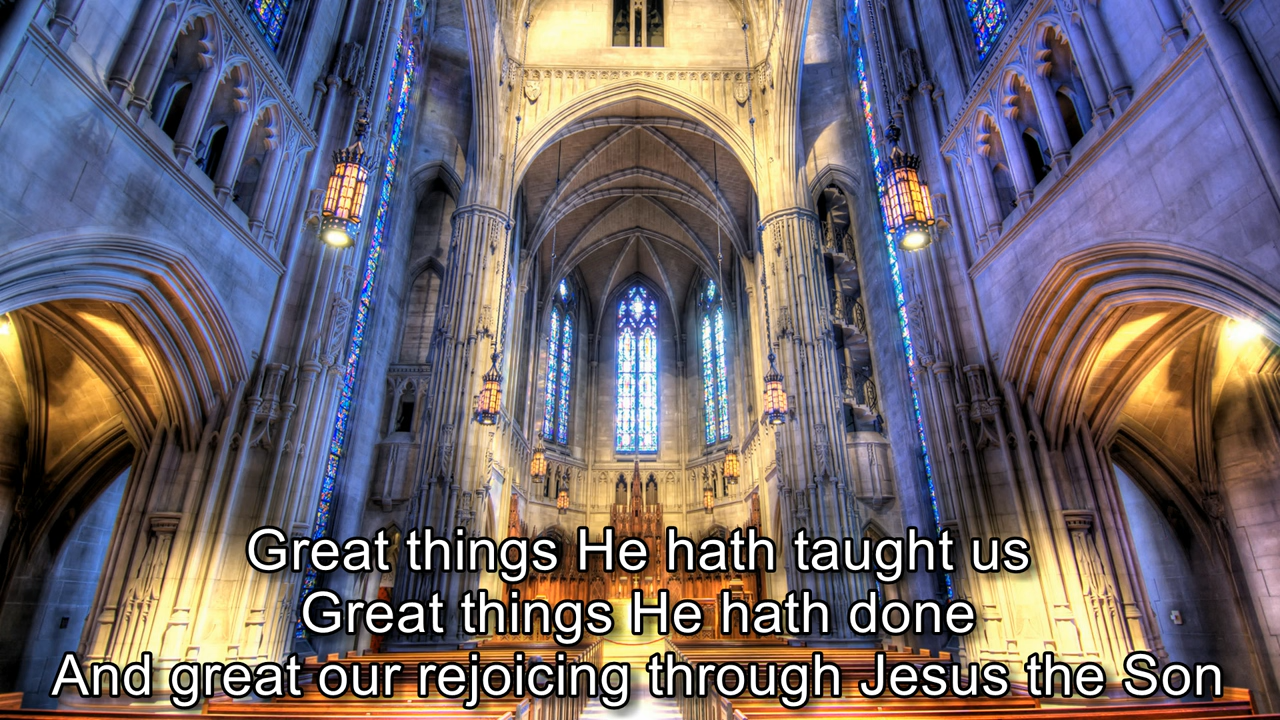 Great things He hath taught us
Great things He hath done
And great our rejoicing through Jesus the Son